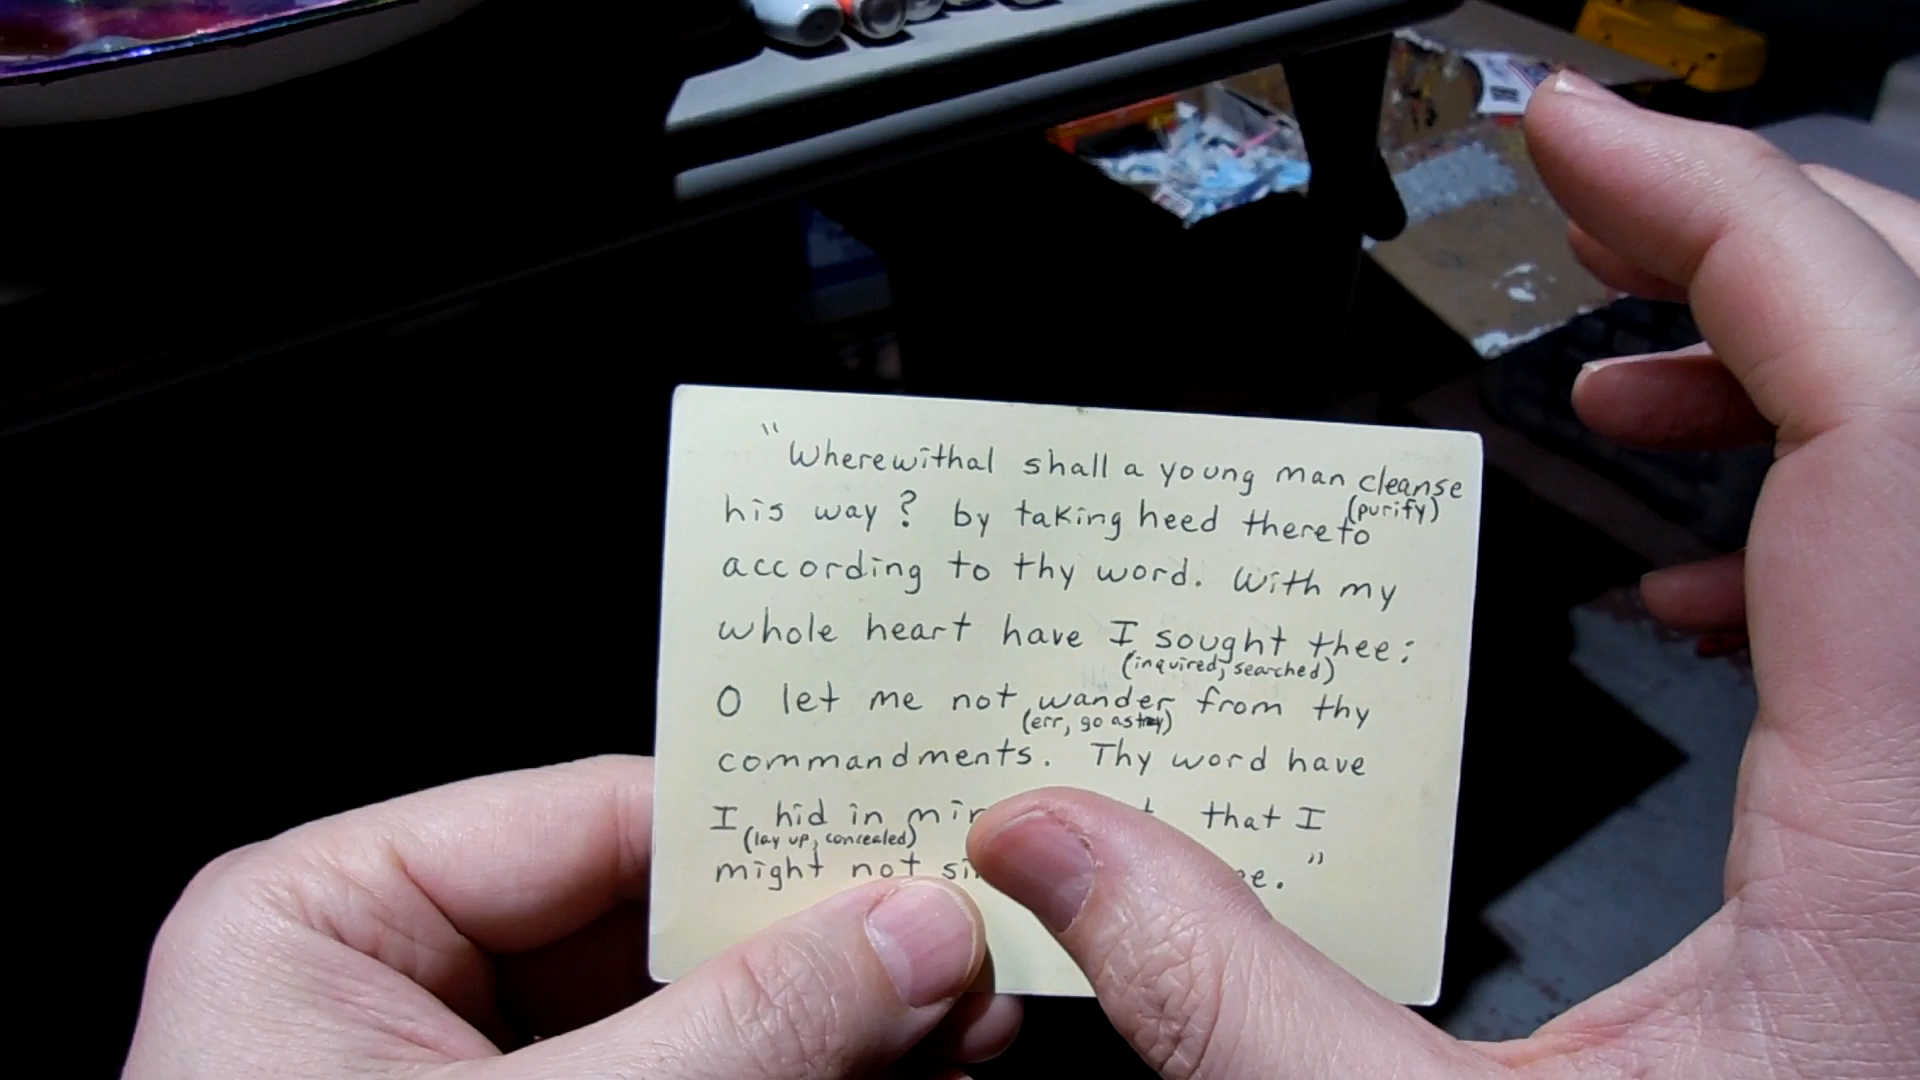 "Wherewithal shall a young man cleanse
(purify)
his way? by taking heed thereto
according to thy word. With my
whole heart have I sought thee:
(inquired, searched)
O let me not wander from thy
(err, go astray)
commandments. Thy word have
I hid in that I
(lay up, concealed)
might not "